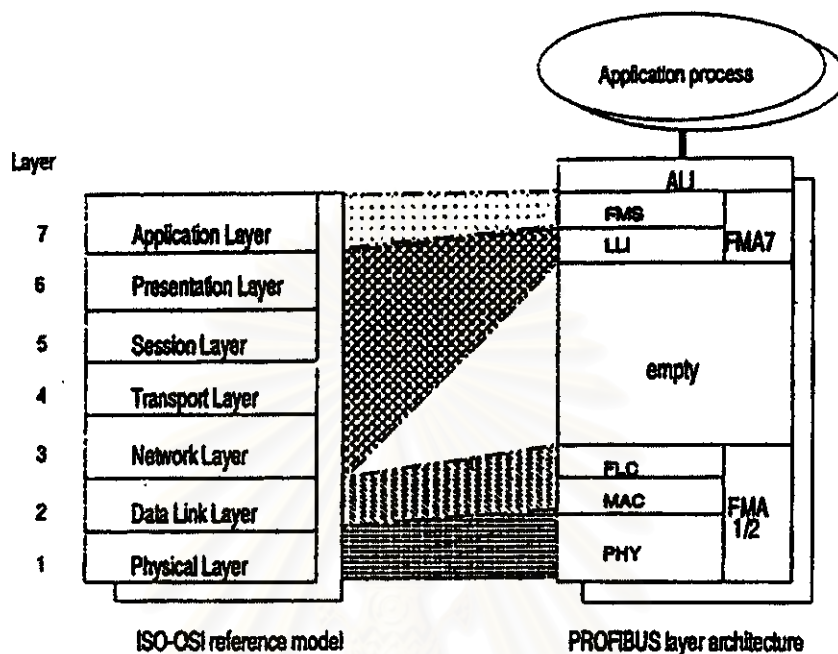 Application process
Layer
ALI
7 Application Layer FMS
LLI FMA7
6 Presentation Layer
5 Session Layer
4 Transport Layer empty
3 Network Layer
FLC
2 Data Link Layer MAC FMA
1/2
1 Physical Layer PHY
ISO-OSI reference model PROFIBUS layer architecture